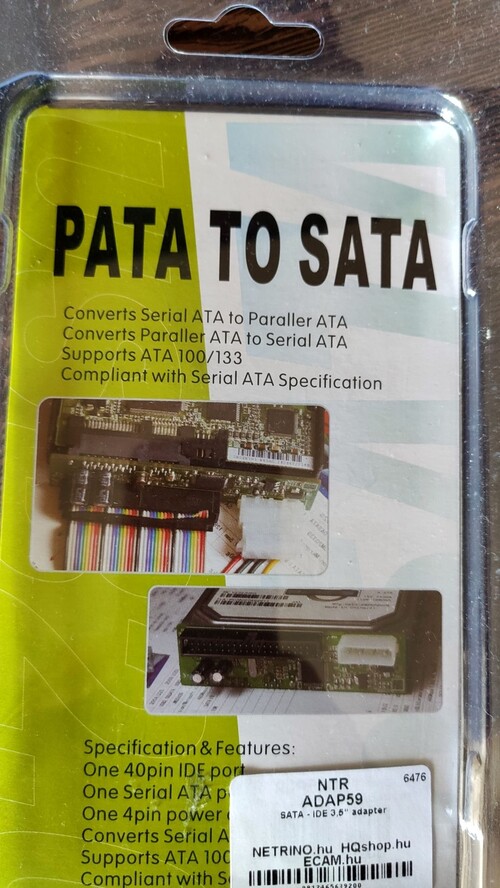 PATA TO SATA
Converts Serial ATA to Paraller ATA
Converts Paraller ATA to Serial ATA
Supports ATA 100/133
Compliant with Serial ATA Specification
Specification & Features:
One 40pin IDE port
One Serial ATA p
One 4pin power
Converts Serial A
Supports ATA 100
Compliant with Se
6476
NTR
ADAP59
SATA - IDE 3.5" adapter
NETRINO.hu HQshop.hu
ECAM.hu